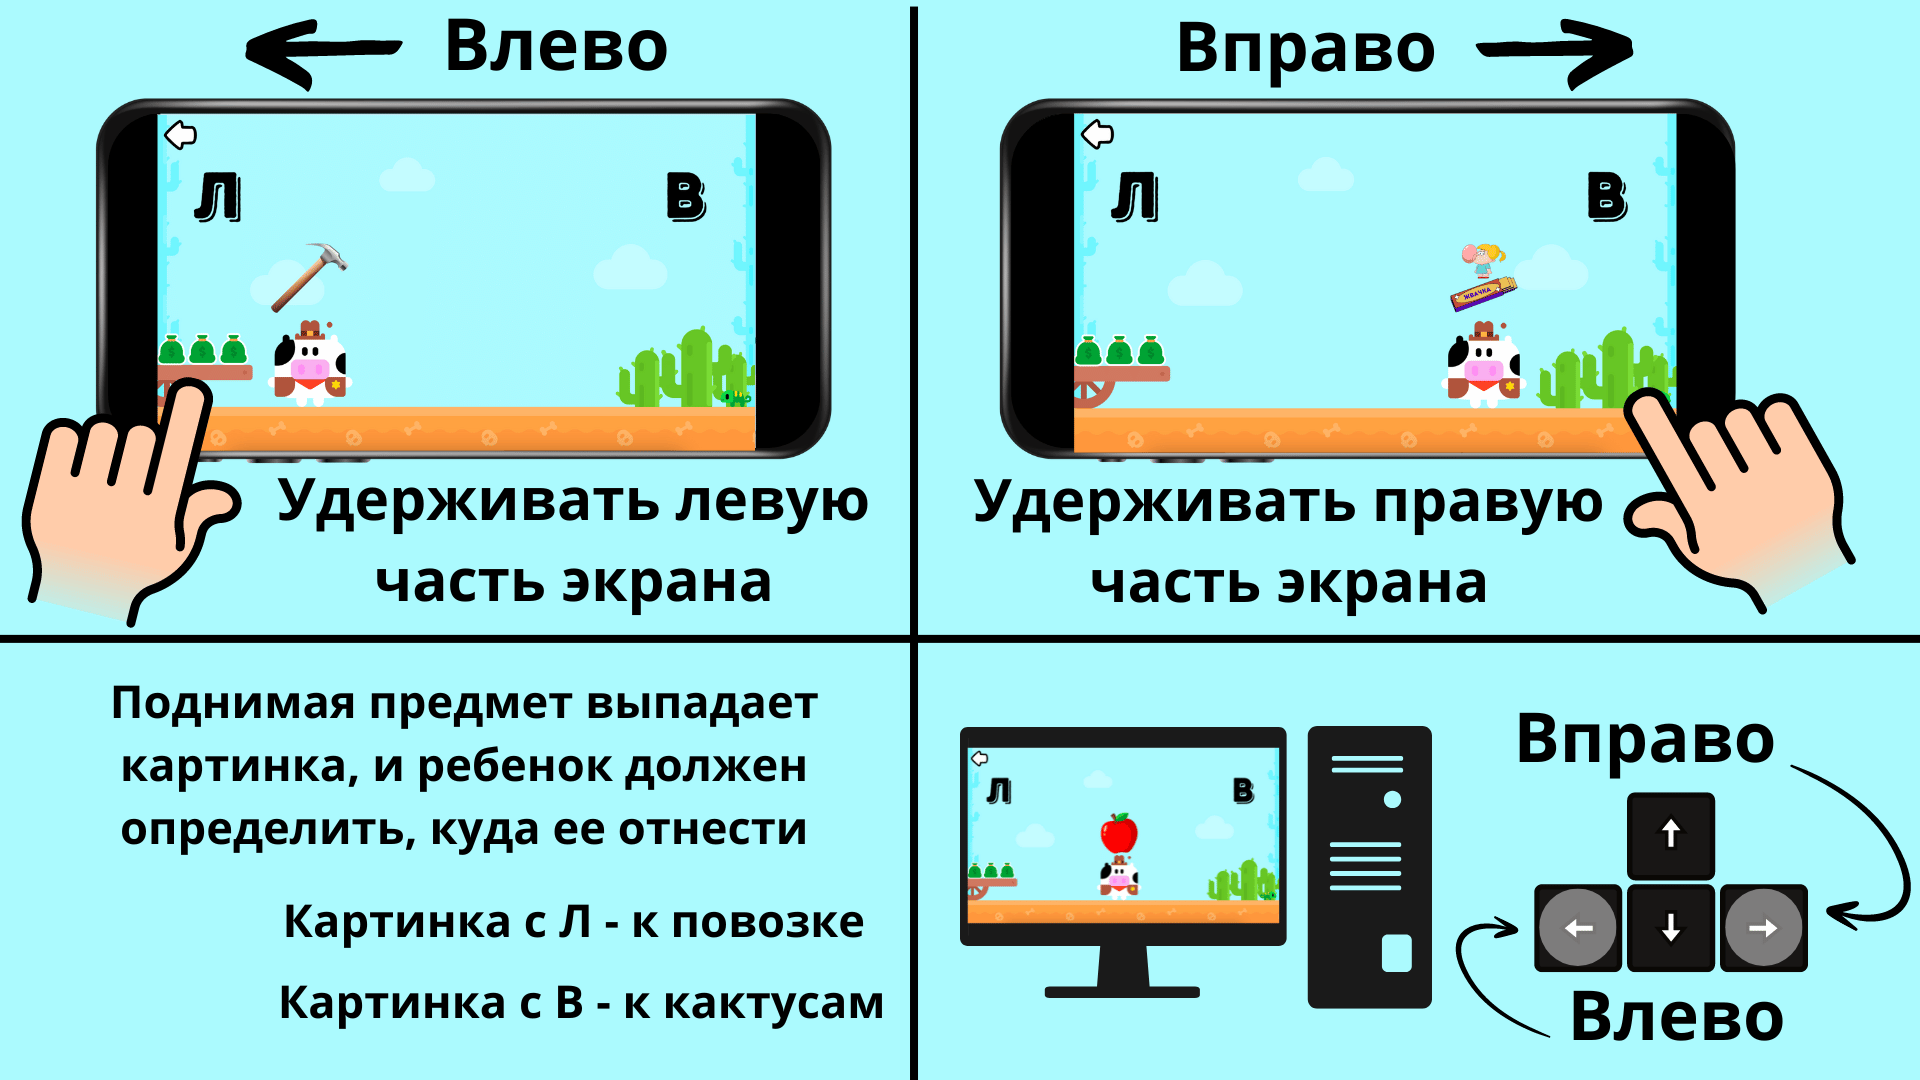 Влево
Л
В
Удерживать левую
часть экрана
Вправо
Л
В
ЖВАЧКА
Удерживать правую
часть экрана
Поднимая предмет выпадает
картинка, и ребенок должен
определить, куда ее отнести
Картинка с Л - к повозке
Картинка с В - к кактусам
Л
В
Вправо
Влево